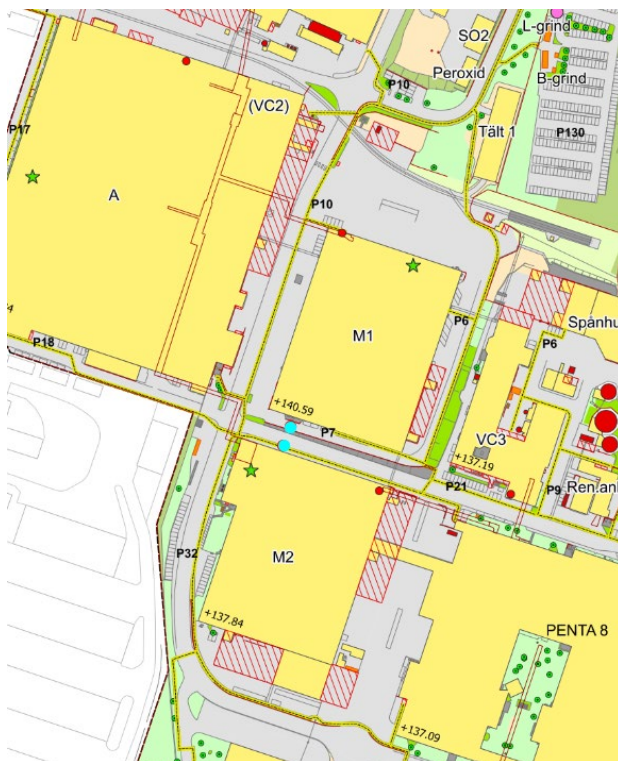 L-grind
SO2
Peroxid
B-grind
P10
(VC2)
Tält 1
P130
P17
A
P10
M1
P6
Spånhu
P6
P18
+140.59
P7
VC3
+137.19
P21
P9
Ren.anl
M2
P32
+137.84
PENTA 8
+137.09